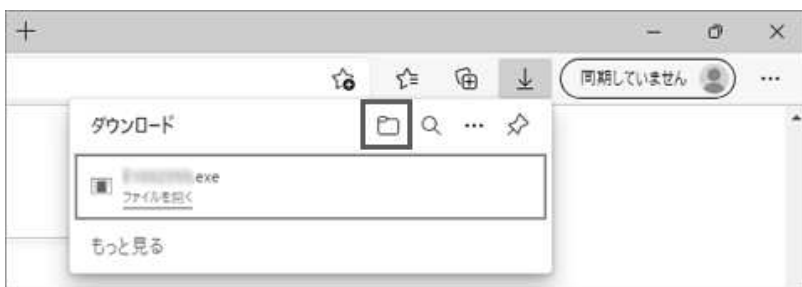 同期していません
ダウンロード
.exe
ファイルを開く
もっと見る